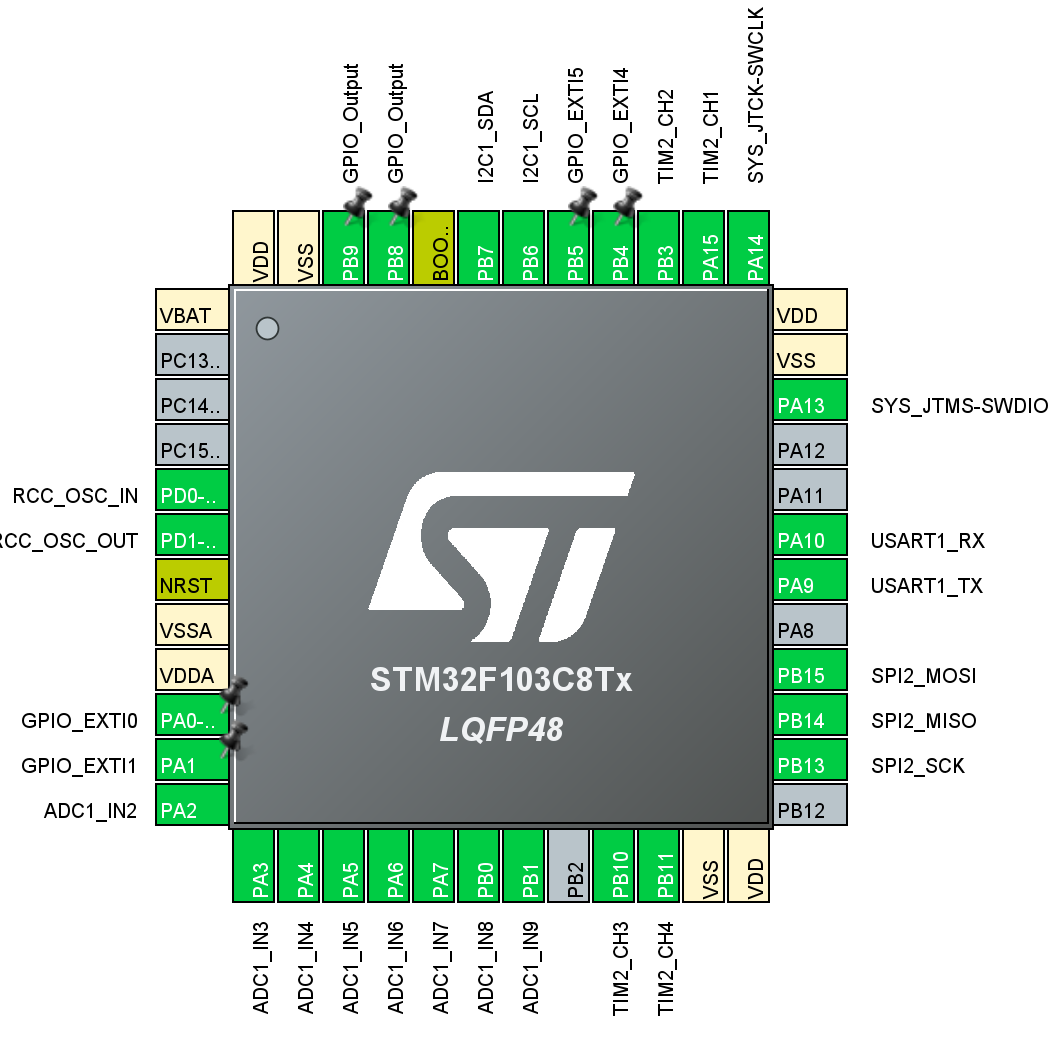 GPIO_Output
GPIO_Output
I2C1_SDA
I2C1_SCL
GPIO_EXTI5
GPIO_EXTI4
TIM2_CH2
TIM2_CH1
SYS_JTCK-SWCLK
VDD
VSS
PB9
PB8
BOO..
PB7
PB6
PB5
PB4
PB3
PA15
PA14
VBAT
PC13..
PC14..
PC15..
RCC_OSC_IN PD0-..
RCC_OSC_OUT PD1-..
NRST
VSSA
VDDA
GPIO_EXTI0 PA0-..
GPIO_EXTI1 PA1
ADC1_IN2 PA2
STM32F103C8Tx
LQFP48
VDD
VSS
PA13 SYS_JTMS-SWDIO
PA12
PA11
PA10 USART1_RX
PA9 USART1_TX
PA8
PB15 SPI2_MOSI
PB14 SPI2_MISO
PB13 SPI2_SCK
PB12
PA3
PA4
PA5
PA6
PA7
PB0
PB1
PB2
PB10
PB11
VSS
VDD
ADC1_IN3
ADC1_IN4
ADC1_IN5
ADC1_IN6
ADC1_IN7
ADC1_IN8
ADC1_IN9
TIM2_CH3
TIM2_CH4